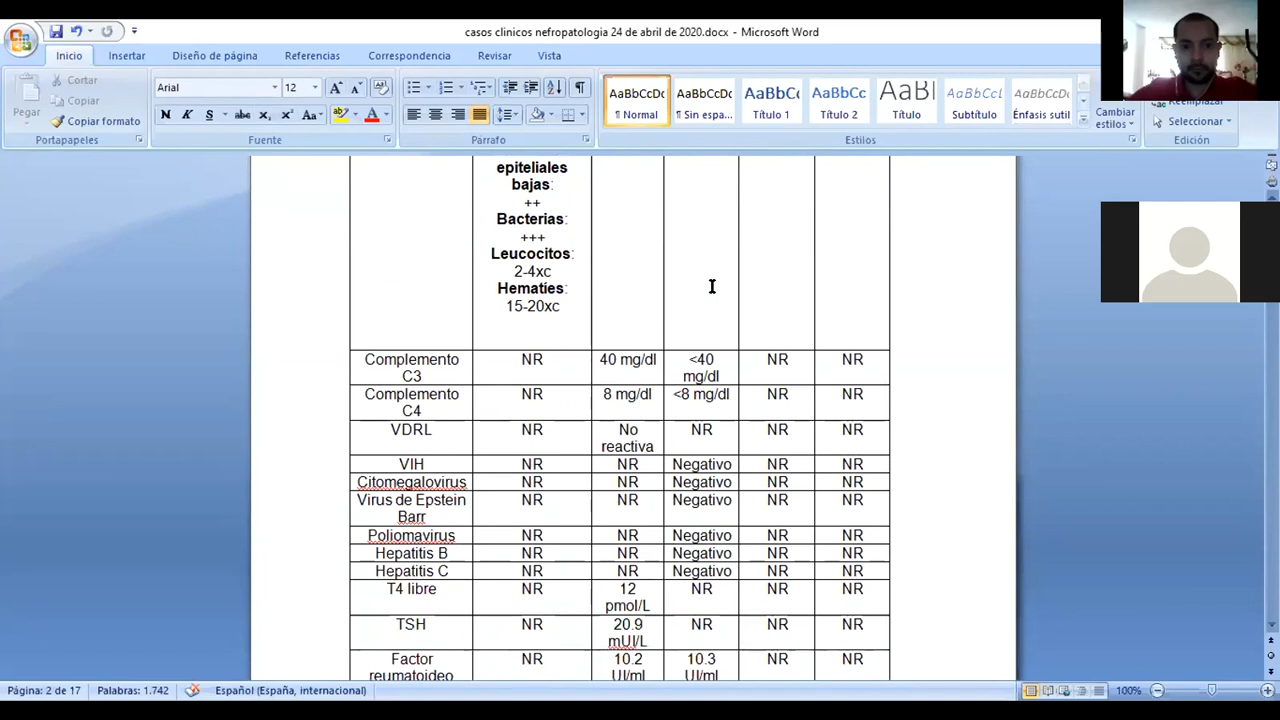 casos clinicos nefropatologia 24 de abril de 2020.docx - Microsoft Word
Inicio Insertar Diseño de página Referencias Correspondencia Revisar Vista
Cortar
Copiar
Copiar formato
Pegar
Portapapeles
Arial 12
N K S abc x₂ x² Aa
Fuente
Párrafo
AaBbCcDc AaBbCcDc AaBbC AaBbCc AaBl AaBbCcL AaBbCcDc
¶ Normal ¶ Sin espa... Título 1 Título 2 Título Subtítulo Énfasis sutil
Estilos
Cambiar
estilos
Reemplazar
Seleccionar
Edición
epiteliales
bajas:
++
Bacterias:
+++
Leucocitos:
2-4xc
Hematíes:
15-20xc
Complemento C3 NR 40 mg/dl <40 mg/dl NR NR
Complemento C4 NR 8 mg/dl <8 mg/dl NR NR
VDRL NR No reactiva NR NR NR
VIH NR NR Negativo NR NR
Citomegalovirus NR NR Negativo NR NR
Virus de Epstein Barr NR NR Negativo NR NR
Poliomavirus NR NR Negativo NR NR
Hepatitis B NR NR Negativo NR NR
Hepatitis C NR NR Negativo NR NR
T4 libre NR 12 pmol/L NR NR NR
TSH NR 20.9 mUI/L NR NR NR
Factor reumatoideo NR 10.2 UI/ml 10.3 UI/ml NR NR
Página: 2 de 17 Palabras: 1.742 Español (España, internacional) 100%